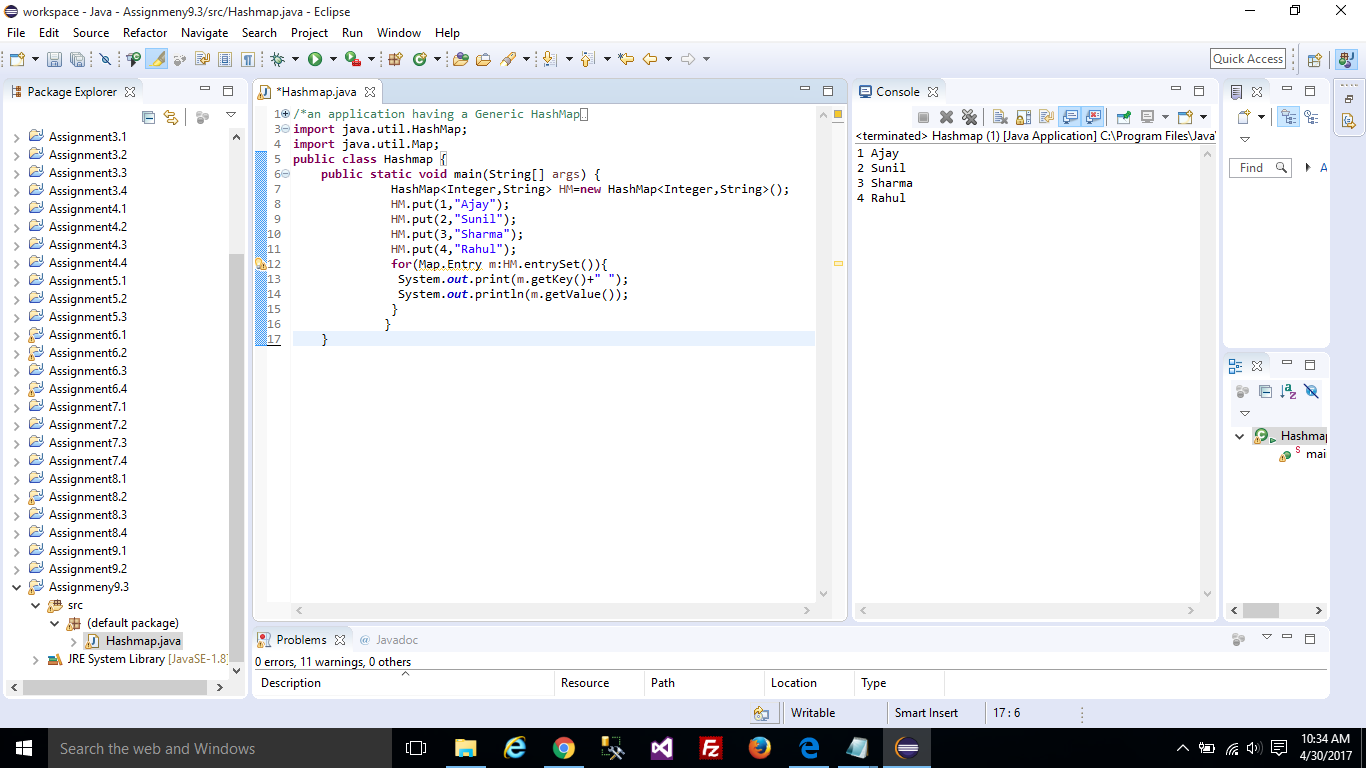 workspace - Java - Assignmeny9.3/src/Hashmap.java - Eclipse
File Edit Source Refactor Navigate Search Project Run Window Help
Quick Access
Package Explorer
Assignment3.1
Assignment3.2
Assignment3.3
Assignment3.4
Assignment4.1
Assignment4.2
Assignment4.3
Assignment4.4
Assignment5.1
Assignment5.2
Assignment5.3
Assignment6.1
Assignment6.2
Assignment6.3
Assignment6.4
Assignment7.1
Assignment7.2
Assignment7.3
Assignment7.4
Assignment8.1
Assignment8.2
Assignment8.3
Assignment8.4
Assignment9.1
Assignment9.2
Assignmeny9.3
src
(default package)
Hashmap.java
JRE System Library [JavaSE-1.8]
*Hashmap.java
1 /*an application having a Generic HashMap..
3 import java.util.HashMap;
4 import java.util.Map;
5 public class Hashmap {
6 public static void main(String[] args) {
7 HashMap<Integer,String> HM=new HashMap<Integer,String>();
8 HM.put(1,"Ajay");
9 HM.put(2,"Sunil");
10 HM.put(3,"Sharma");
11 HM.put(4,"Rahul");
12 for(Map.Entry m:HM.entrySet()){
13 System.out.print(m.getKey()+" ");
14 System.out.println(m.getValue());
15 }
16 }
17 }
Console
<terminated> Hashmap (1) [Java Application] C:\Program Files\Java\
1 Ajay
2 Sunil
3 Sharma
4 Rahul
Find
A
Hashmap
mai
Problems @ Javadoc
0 errors, 11 warnings, 0 others
Description Resource Path Location Type
Writable Smart Insert 17 : 6
Search the web and Windows
10:34 AM
4/30/2017